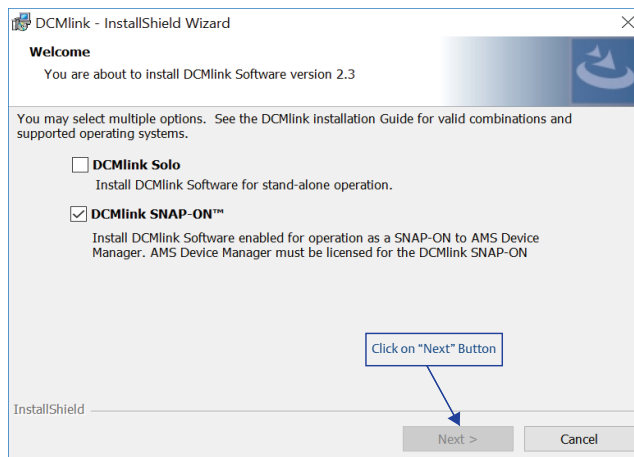 DCMlink - InstallShield Wizard
Welcome
You are about to install DCMlink Software version 2.3
You may select multiple options. See the DCMlink installation Guide for valid combinations and
supported operating systems.
DCMlink Solo
Install DCMlink Software for stand-alone operation.
DCMlink SNAP-ON™
Install DCMlink Software enabled for operation as a SNAP-ON to AMS Device
Manager. AMS Device Manager must be licensed for the DCMlink SNAP-ON
Click on “Next” Button
InstallShield
Next >
Cancel